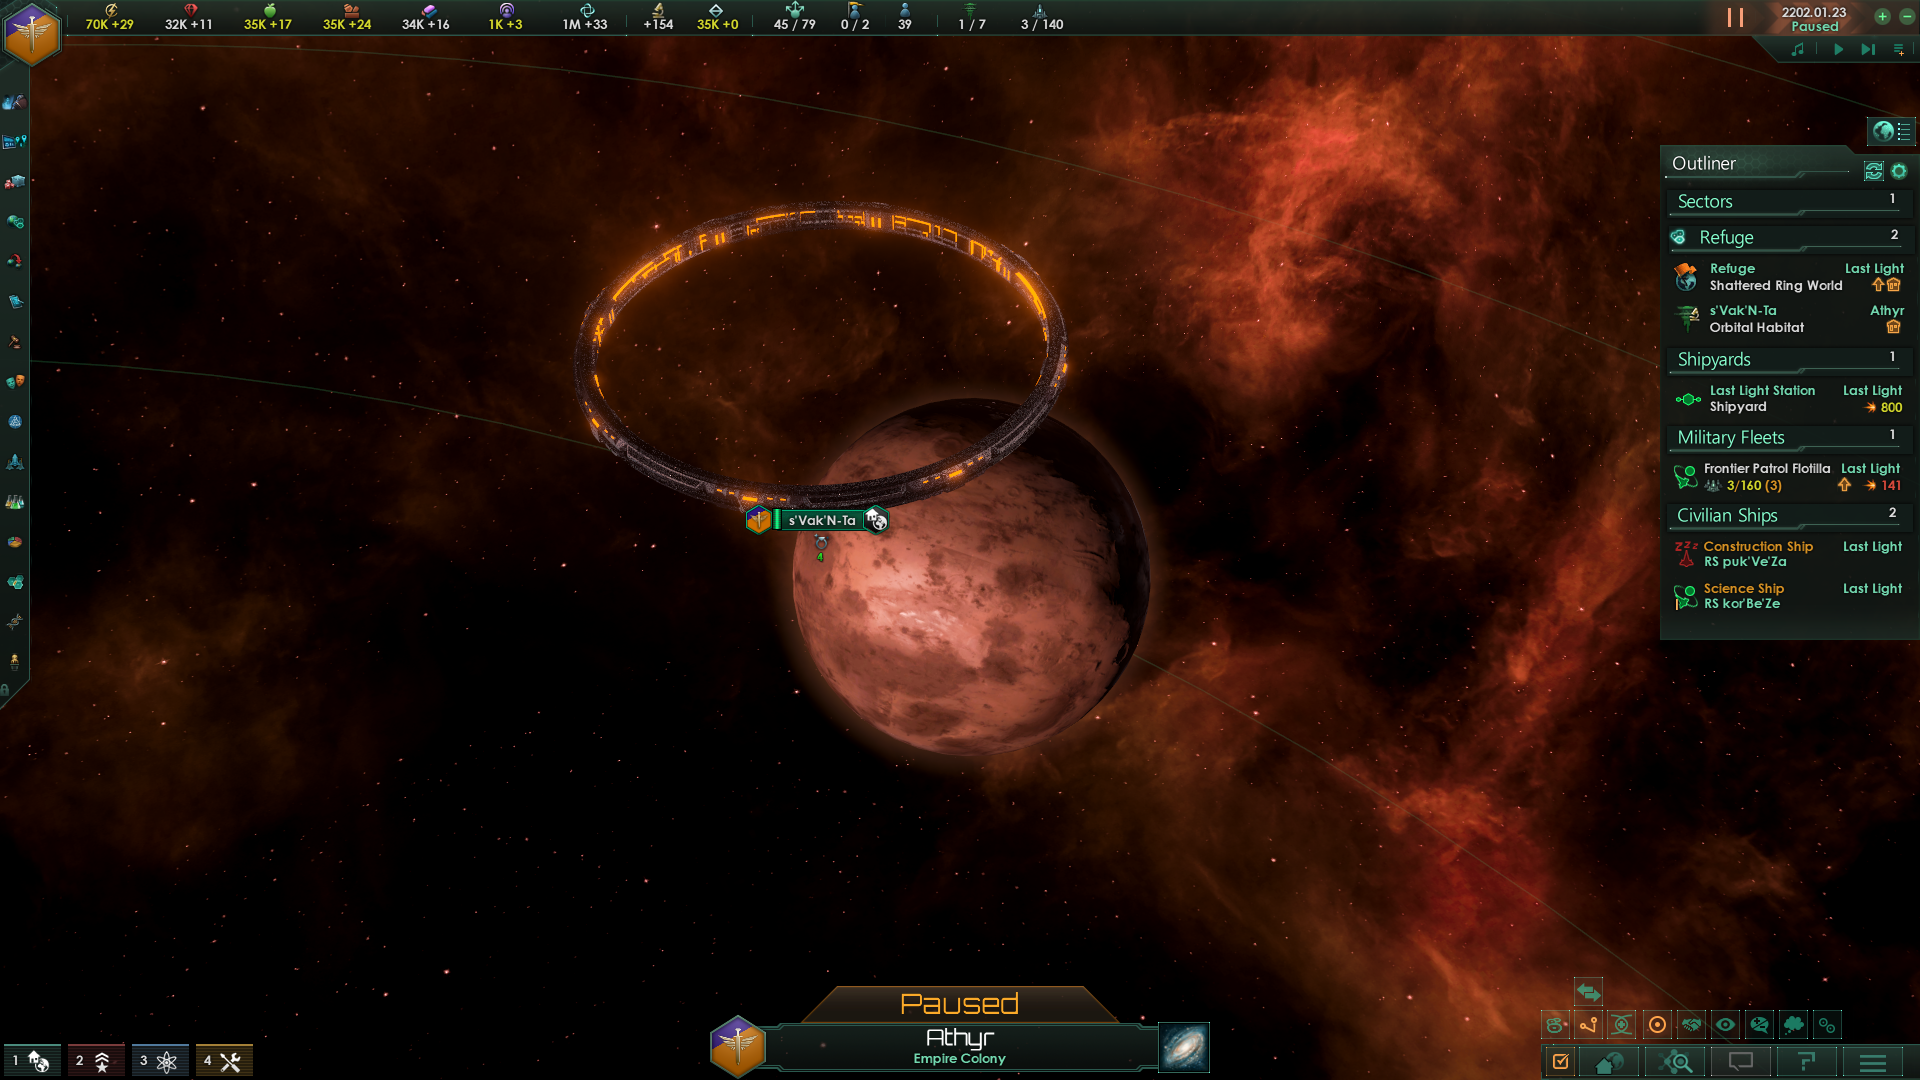 70K +29 32K +11 35K +17 35K +24 34K +16 1K +3 1M +33 +154 35K +0 45 / 79 0 / 2 39 1 / 7 3 / 140
2202.01.23
Paused
Outliner
Sectors 1
Refuge 2
Refuge Last Light
Shattered Ring World
s'Vak'N-Ta Athyr
Orbital Habitat
Shipyards 1
Last Light Station Last Light
Shipyard 800
Military Fleets 1
Frontier Patrol Flotilla Last Light
3/160 (3) 141
Civilian Ships 2
Construction Ship Last Light
RS puk'Ve'Za
Science Ship Last Light
RS kor'Be'Ze
s'Vak'N-Ta
4
Paused
Athyr
Empire Colony
1 2 3 4